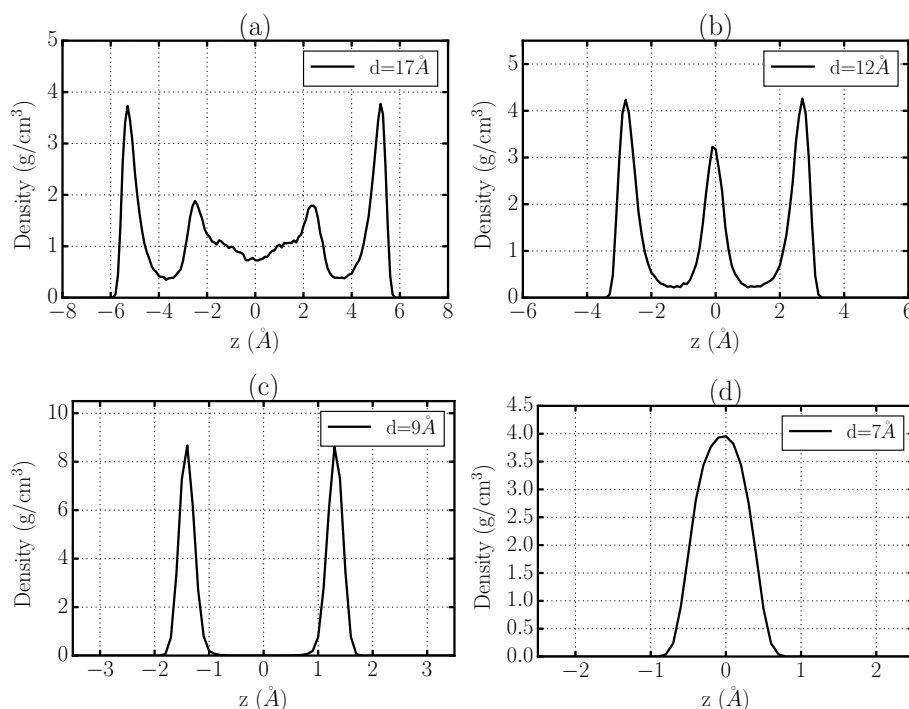 (a)
d=17Å
Density (g/cm³)
5
4
3
2
1
0
−8 −6 −4 −2 0 2 4 6 8
z (Å)
(b)
d=12Å
Density (g/cm³)
5
4
3
2
1
0
−6 −4 −2 0 2 4 6
z (Å)
(c)
d=9Å
Density (g/cm³)
10
8
6
4
2
0
−3 −2 −1 0 1 2 3
z (Å)
(d)
d=7Å
Density (g/cm³)
4.5
4.0
3.5
3.0
2.5
2.0
1.5
1.0
0.5
0.0
−2 −1 0 1 2
z (Å)